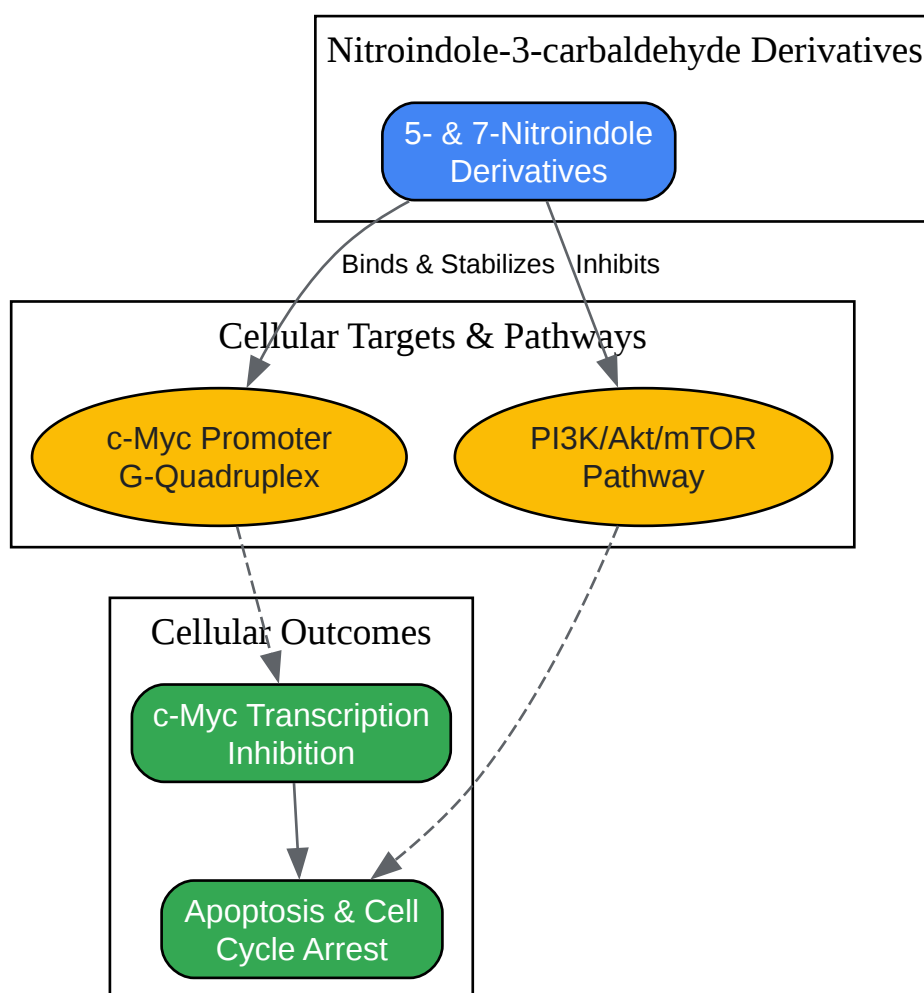 Nitroindole-3-carbaldehyde Derivatives
5- & 7-Nitroindole
Derivatives
Binds & Stabilizes
Inhibits
Cellular Targets & Pathways
c-Myc Promoter
G-Quadruplex
PI3K/Akt/mTOR
Pathway
Cellular Outcomes
c-Myc Transcription
Inhibition
Apoptosis & Cell
Cycle Arrest